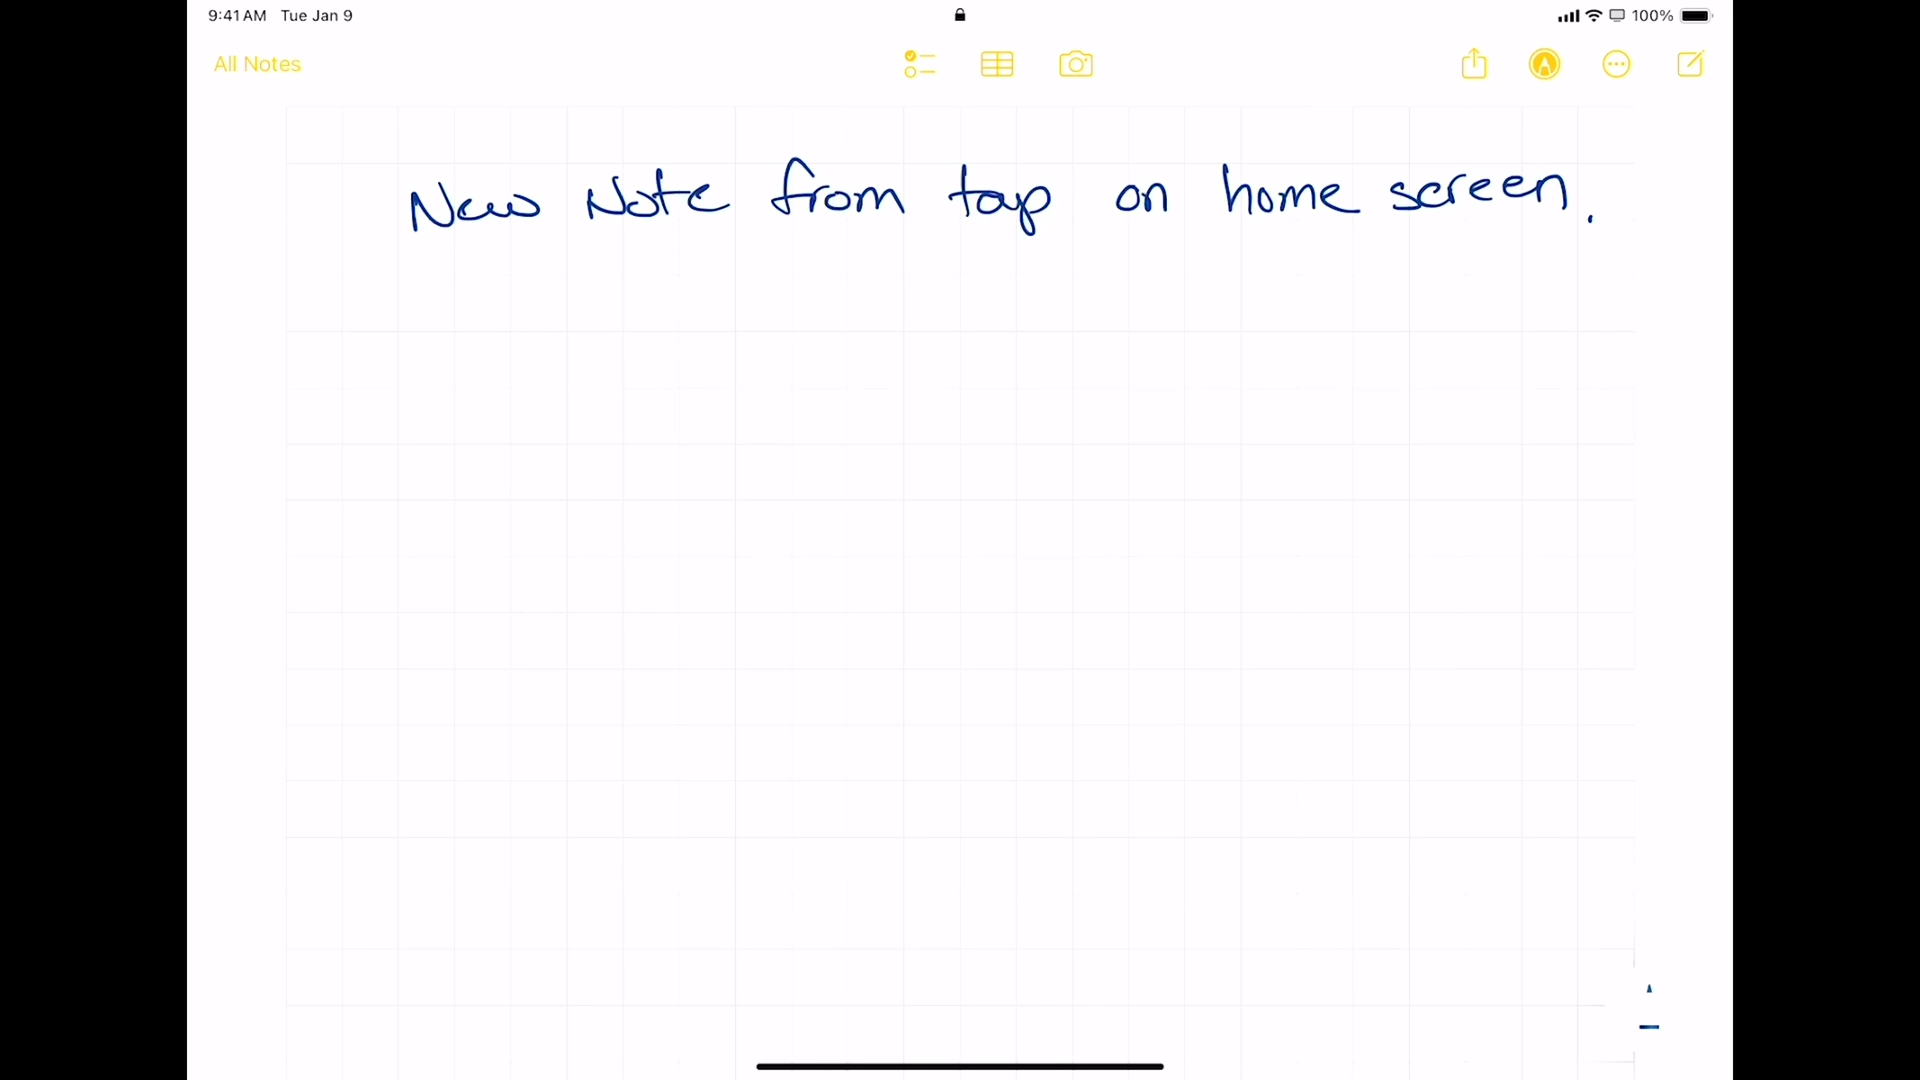 9:41 AM Tue Jan 9
100%
All Notes
New Note from tap on home screen.